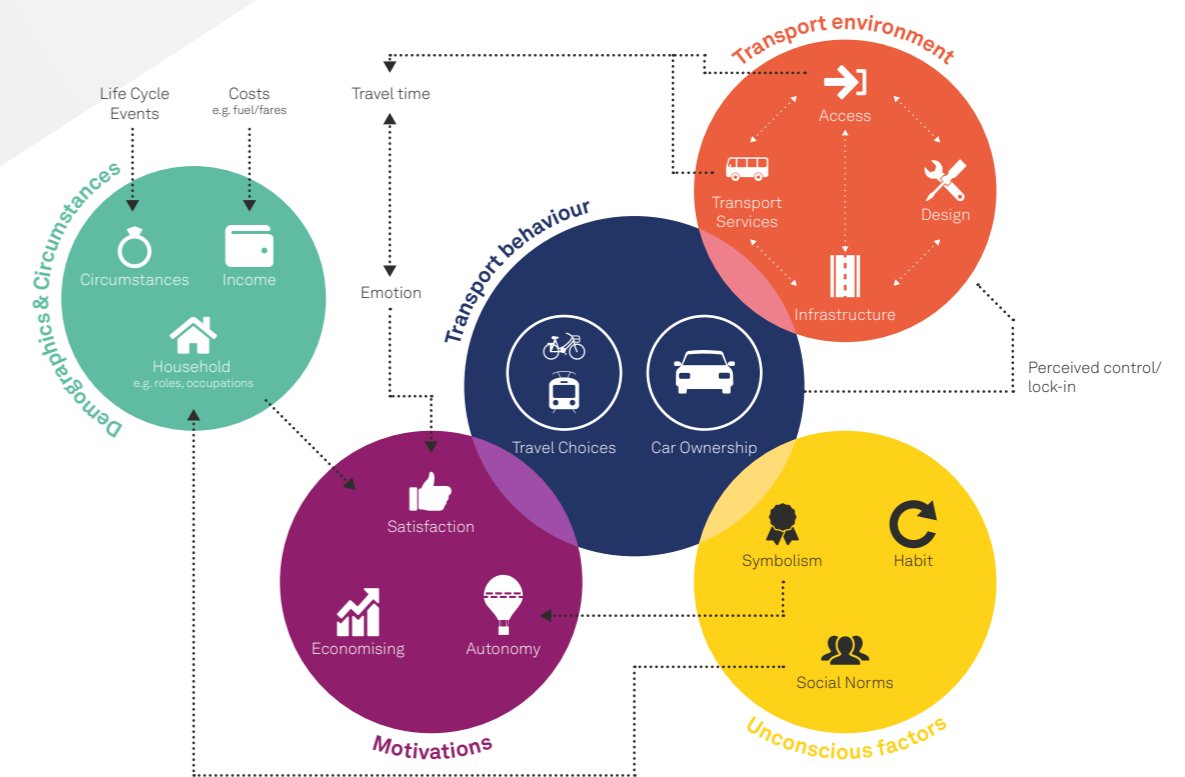 Transport environment
Life Cycle
Events
Costs
e.g. fuel/fares
Travel time
Access
Transport
Services
Design
Infrastructure
Demographics & Circumstances
Circumstances
Income
Household
e.g. roles, occupations
Emotion
Transport behaviour
Travel Choices
Car Ownership
Perceived control/
lock-in
Satisfaction
Economising
Autonomy
Motivations
Symbolism
Habit
Social Norms
Unconscious factors